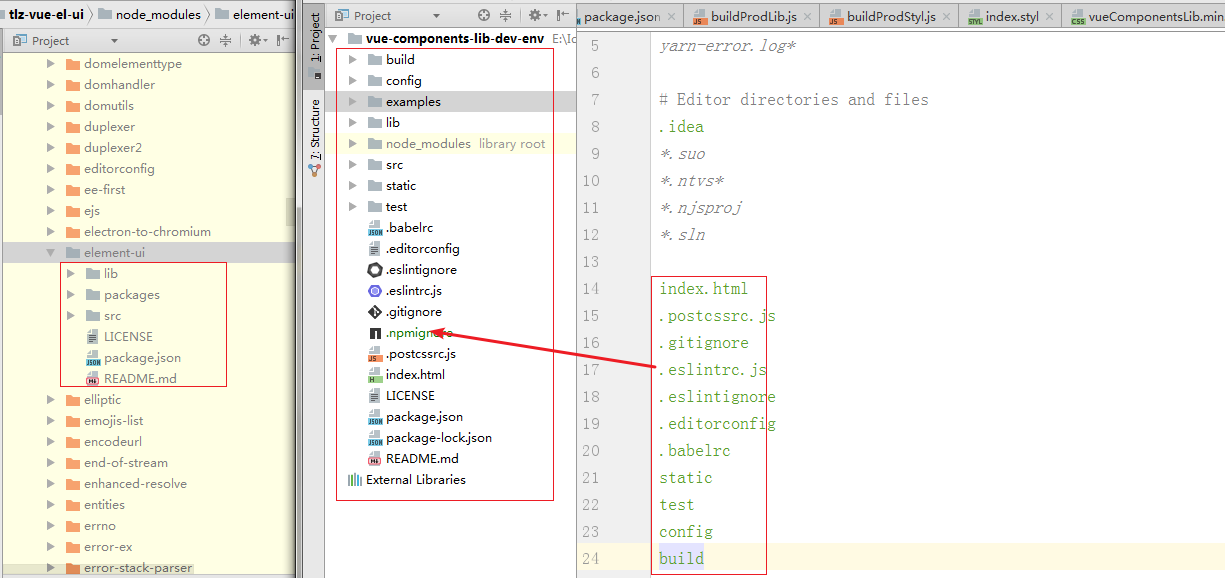 tlz-vue-el-ui
node_modules
element-ui
Project
domelementtype
domhandler
domutils
duplexer
duplexer2
editorconfig
ee-first
ejs
electron-to-chromium
element-ui
lib
packages
src
LICENSE
package.json
README.md
elliptic
emojis-list
encodeurl
end-of-stream
enhanced-resolve
entities
errno
error-ex
error-stack-parser
1: Project
7: Structure
Project
vue-components-lib-dev-env
build
config
examples
lib
node_modules library root
src
static
test
.babelrc
.editorconfig
.eslintignore
.eslintrc.js
.gitignore
.npmignore
.postcssrc.js
index.html
LICENSE
package.json
package-lock.json
README.md
External Libraries
package.json
buildProdLib.js
buildProdStyl.js
index.styl
vueComponentsLib.min
5 yarn-error.log*
6
7 # Editor directories and files
8 .idea
9 *.suo
10 *.ntvs*
11 *.njsproj
12 *.sln
13
14 index.html
15 .postcssrc.js
16 .gitignore
17 .eslintrc.js
18 .eslintignore
19 .editorconfig
20 .babelrc
21 static
22 test
23 config
24 build